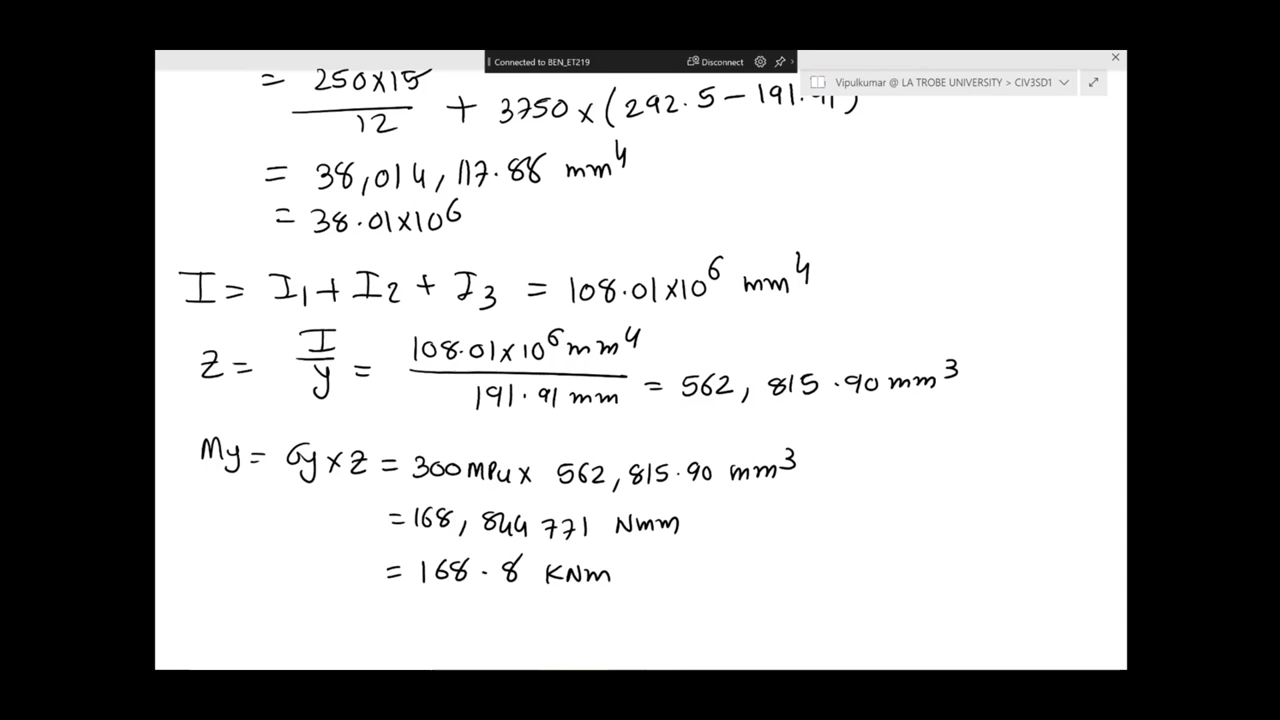 Connected to BEN_ET219 Disconnect
Vipulkumar @ LA TROBE UNIVERSITY > CIV3SD1
= 250x15 / 12 + 3750 x (292.5 - 191.91)
= 38,014,117.88 mm⁴
= 38.01x10⁶
I = I₁ + I₂ + I₃ = 108.01x10⁶ mm⁴
Z = I / y = 108.01x10⁶ mm⁴ / 191.91 mm = 562,815.90 mm³
My = σy x Z = 300 MPa x 562,815.90 mm³
= 168,844 771 Nmm
= 168.8 KNm